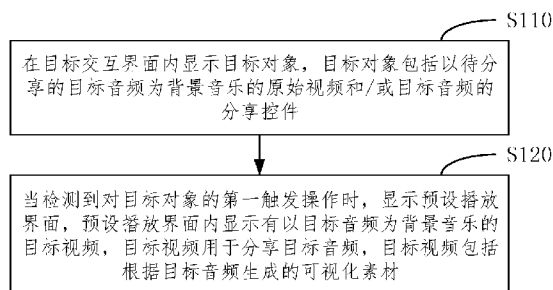 S110
在目标交互界面内显示目标对象，目标对象包括以待分
享的目标音频为背景音乐的原始视频和/或目标音频的
分享控件
S120
当检测到对目标对象的第一触发操作时，显示预设播放
界面，预设播放界面内显示有以目标音频为背景音乐的
目标视频，目标视频用于分享目标音频，目标视频包括
根据目标音频生成的可视化素材